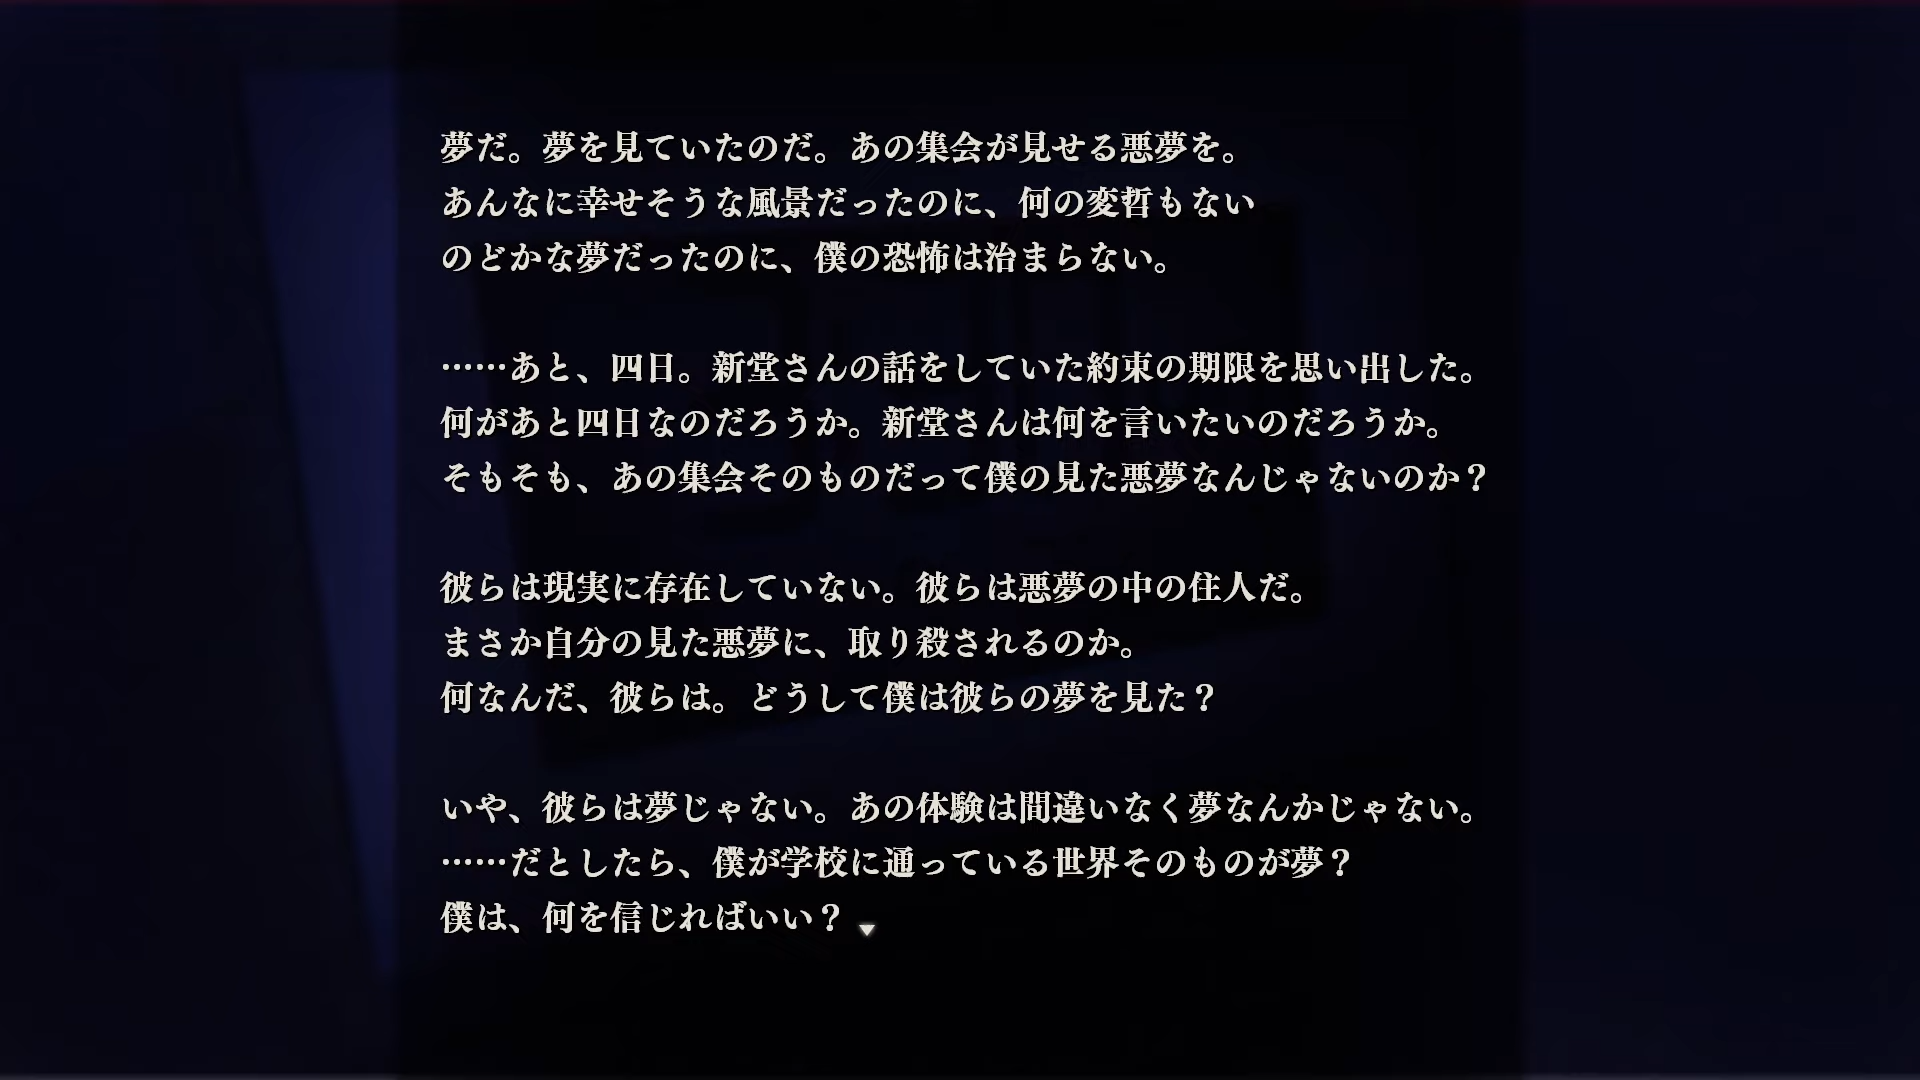 夢だ。夢を見ていたのだ。あの集会が見せる悪夢を。
あんなに幸せそうな風景だったのに、何の変哲もない
のどかな夢だったのに、僕の恐怖は治まらない。
……あと、四日。新堂さんの話をしていた約束の期限を思い出した。
何があと四日なのだろうか。新堂さんは何を言いたいのだろうか。
そもそも、あの集会そのものだって僕の見た悪夢なんじゃないのか？
彼らは現実に存在していない。彼らは悪夢の中の住人だ。
まさか自分の見た悪夢に、取り殺されるのか。
何なんだ、彼らは。どうして僕は彼らの夢を見た？
いや、彼らは夢じゃない。あの体験は間違いなく夢なんかじゃない。
……だとしたら、僕が学校に通っている世界そのものが夢？
僕は、何を信じればいい？